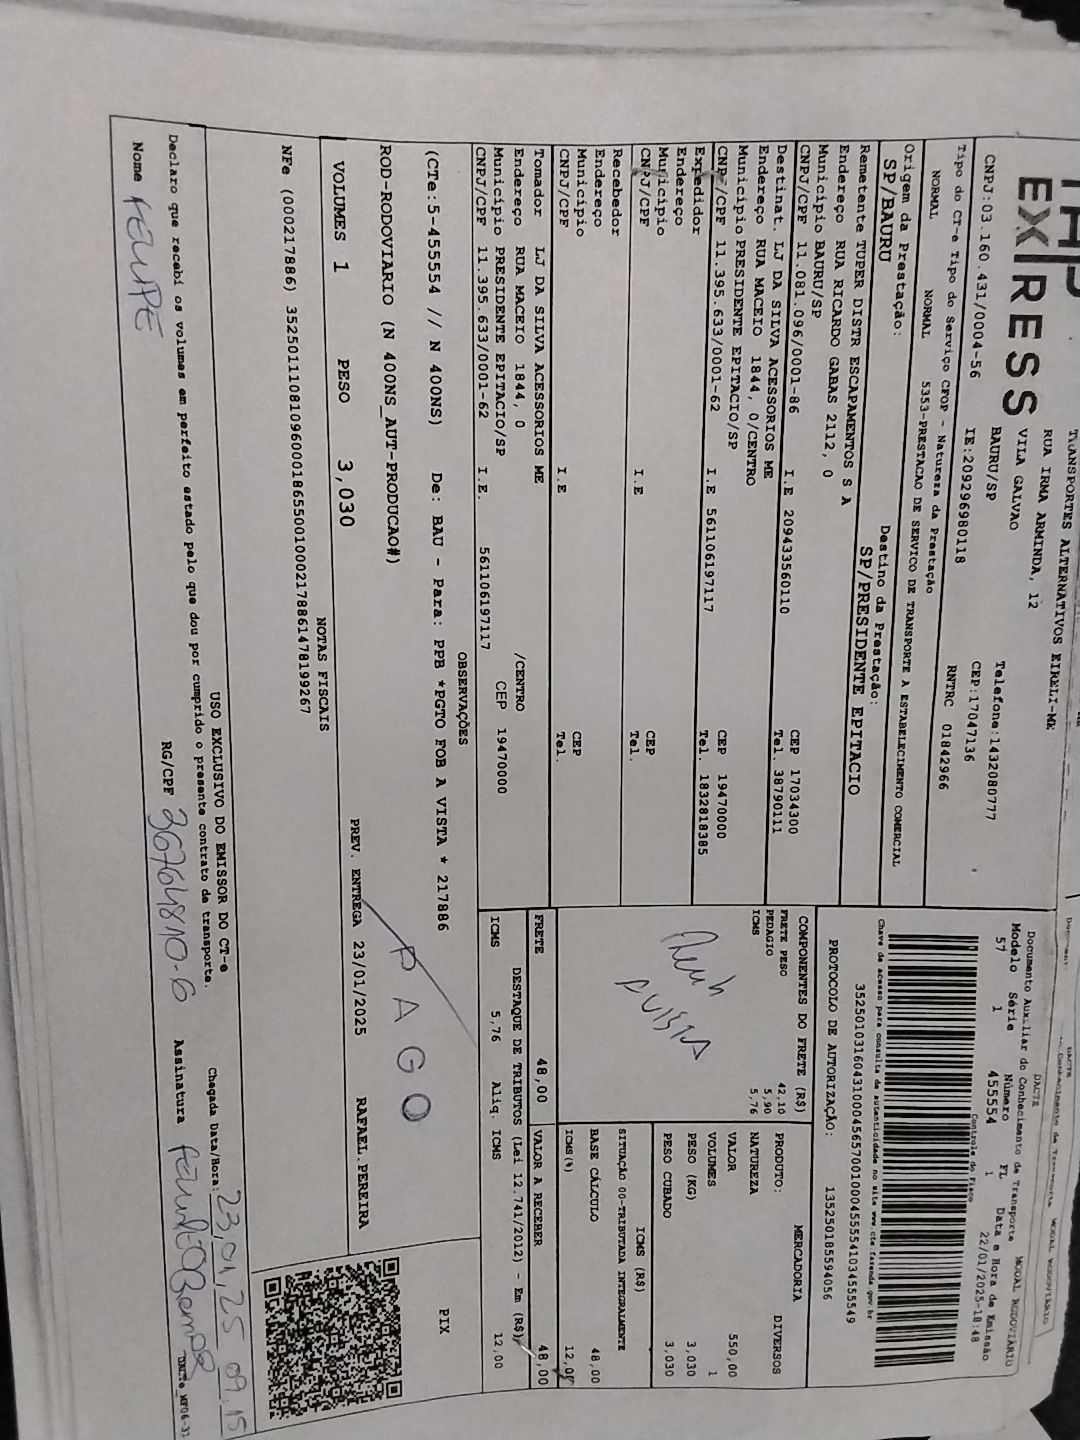 EXPRESS
TRANSPORTES ALTERNATIVOS EIRELI-ME
RUA IRMA ARMINDA, 12
VILA GALVAO
BAURU/SP
Telefone:1432080777
CEP:17047136
CNPJ:03.160.431/0004-56
IE:209296980118
RNTRC 01842966
Tipo do CT-e Tipo do Serviço CFOP - Natureza da Prestação
NORMAL NORMAL 5353-PRESTACAO DE SERVICO DE TRANSPORTE A ESTABELECIMENTO COMERCIAL
Origem da Prestação: Destino da Prestação:
SP/BAURU SP/PRESIDENTE EPITACIO
Remetente TUPER DISTR ESCAPAMENTOS S A
Endereço RUA RICARDO GABAS 2112, 0
Município BAURU/SP CEP 17034300
CNPJ/CPF 11.081.096/0001-86 I.E 209433560110 Tel. 38790111
Destinat. LJ DA SILVA ACESSORIOS ME
Endereço RUA MACEIO 1844, 0/CENTRO
Município PRESIDENTE EPITACIO/SP CEP 19470000
CNPJ/CPF 11.395.633/0001-62 I.E 561106197117 Tel. 1832818385
Expedidor
Endereço
Município CEP
CNPJ/CPF I.E Tel.
Recebedor
Endereço
Município CEP
CNPJ/CPF I.E Tel.
Tomador LJ DA SILVA ACESSORIOS ME
Endereço RUA MACEIO 1844, 0 /CENTRO
Município PRESIDENTE EPITACIO/SP CEP 19470000
CNPJ/CPF 11.395.633/0001-62 I.E. 561106197117
DACTE
Documento Auxiliar do Conhecimento de Transporte MODAL RODOVIÁRIO
Modelo Série Número FL Data e Hora de Emissão
57 1 455554 1 22/01/2025-18:48
Controle do Fisco
35250103160431000456570010004555541034555549
Chave de acesso para consulta de autenticidade no site www.cte.fazenda.gov.br
PROTOCOLO DE AUTORIZAÇÃO: 135250185594056
COMPONENTES DO FRETE (R$)
FRETE PESO 42,10
PEDAGIO 5,90
ICMS 5,76
AVISTA
MERCADORIA
PRODUTO: DIVERSOS
NATUREZA
VALOR 550,00
VOLUMES 1
PESO (KG) 3,030
PESO CUBADO 3,030
ICMS (R$)
SITUAÇÃO 00-TRIBUTADA INTEGRALMENTE
BASE CÁLCULO 48,00
ICMS(%) 12,00
FRETE 48,00 VALOR A RECEBER 48,00
DESTAQUE DE TRIBUTOS (Lei 12.741/2012) - Em (R$)
ICMS 5,76 Aliq. ICMS 12,00
OBSERVAÇÕES
(CTe:5-455554 // N 400NS) De: BAU - Para: PPB *PGTO FOB A VISTA * 217886
ROD-RODOVIARIO (N 400NS_AUT-PRODUCAO#)
PAGO
PIX
VOLUMES 1 PESO 3,030 PREV. ENTREGA 23/01/2025 RAFAEL.PEREIRA
NOTAS FISCAIS
NFe (000217886) 35250111081096000186550010002178861478199267
USO EXCLUSIVO DO EMISSOR DO CT-e
Declaro que recebi os volumes em perfeito estado pelo que dou por cumprido o presente contrato de transporte.
Chegada Data/Hora: 23,01,25 09:15
Nome FELIPE RG/CPF 36764810-6 Assinatura